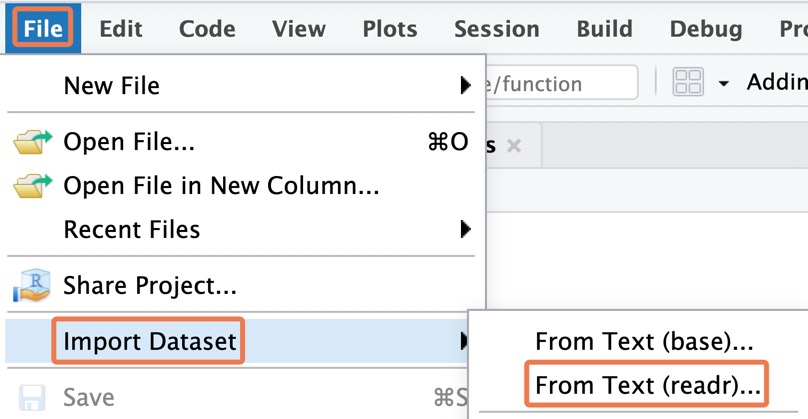 File Edit Code View Plots Session Build Debug
New File
e/function Addin
Open File... ⌘O
s ×
Open File in New Column...
Recent Files
Share Project...
Import Dataset
From Text (base)...
From Text (readr)...
Save ⌘S